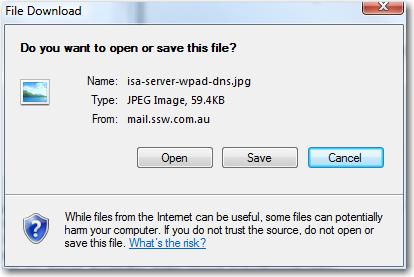 File Download
Do you want to open or save this file?
Name: isa-server-wpad-dns.jpg
Type: JPEG Image, 59.4KB
From: mail.ssw.com.au
Open Save Cancel
While files from the Internet can be useful, some files can potentially
harm your computer. If you do not trust the source, do not open or
save this file. What's the risk?